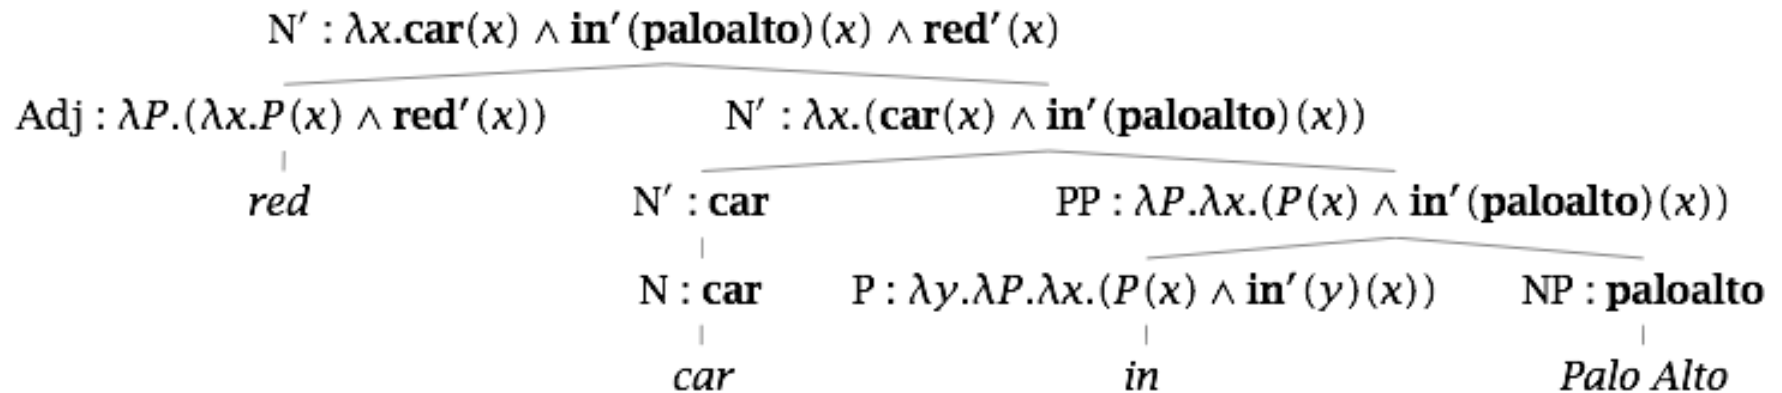 N′ : λx.car(x) ∧ in′(paloalto)(x) ∧ red′(x)
Adj : λP.(λx.P(x) ∧ red′(x)) N′ : λx.(car(x) ∧ in′(paloalto)(x))
red N′ : car PP : λP.λx.(P(x) ∧ in′(paloalto)(x))
N : car P : λy.λP.λx.(P(x) ∧ in′(y)(x)) NP : paloalto
car in Palo Alto